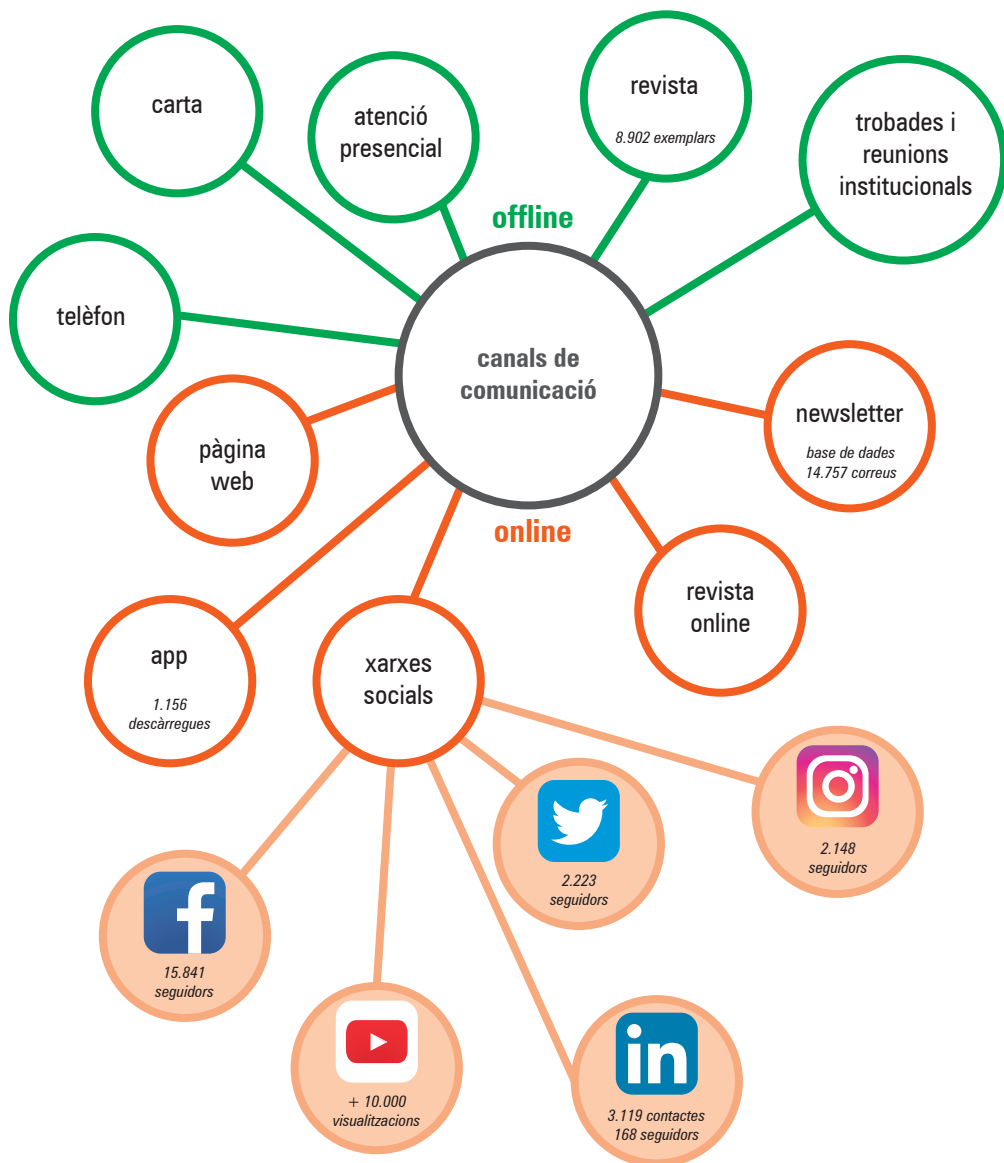 carta
atenció
presencial
revista
8.902 exemplars
trobades i
reunions
institucionals
offline
telèfon
canals de
comunicació
pàgina
web
newsletter
base de dades
14.757 correus
online
revista
online
app
1.156
descàrregues
xarxes
socials
2.148
seguidors
2.223
seguidors
f
15.841
seguidors
+ 10.000
visualitzacions
in
3.119 contactes
168 seguidors